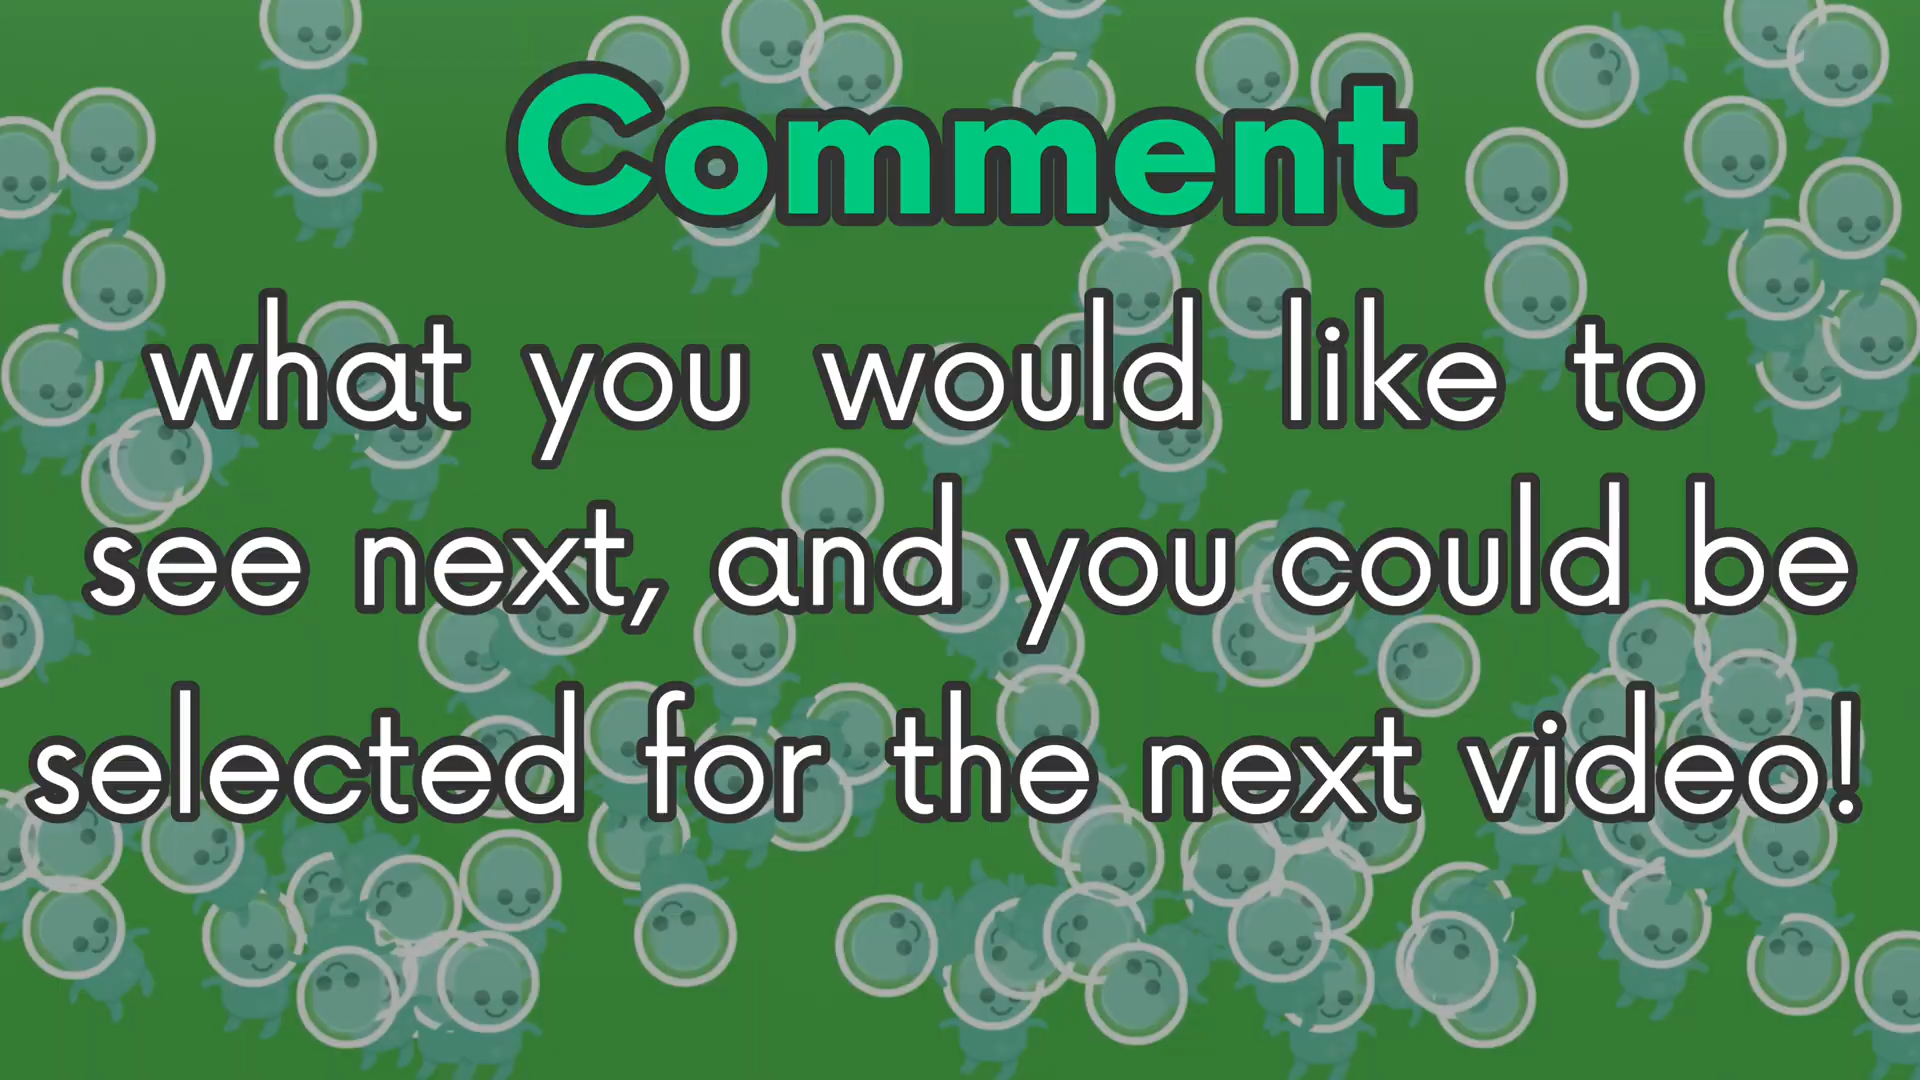 Comment
what you would like to
see next, and you could be
selected for the next video!